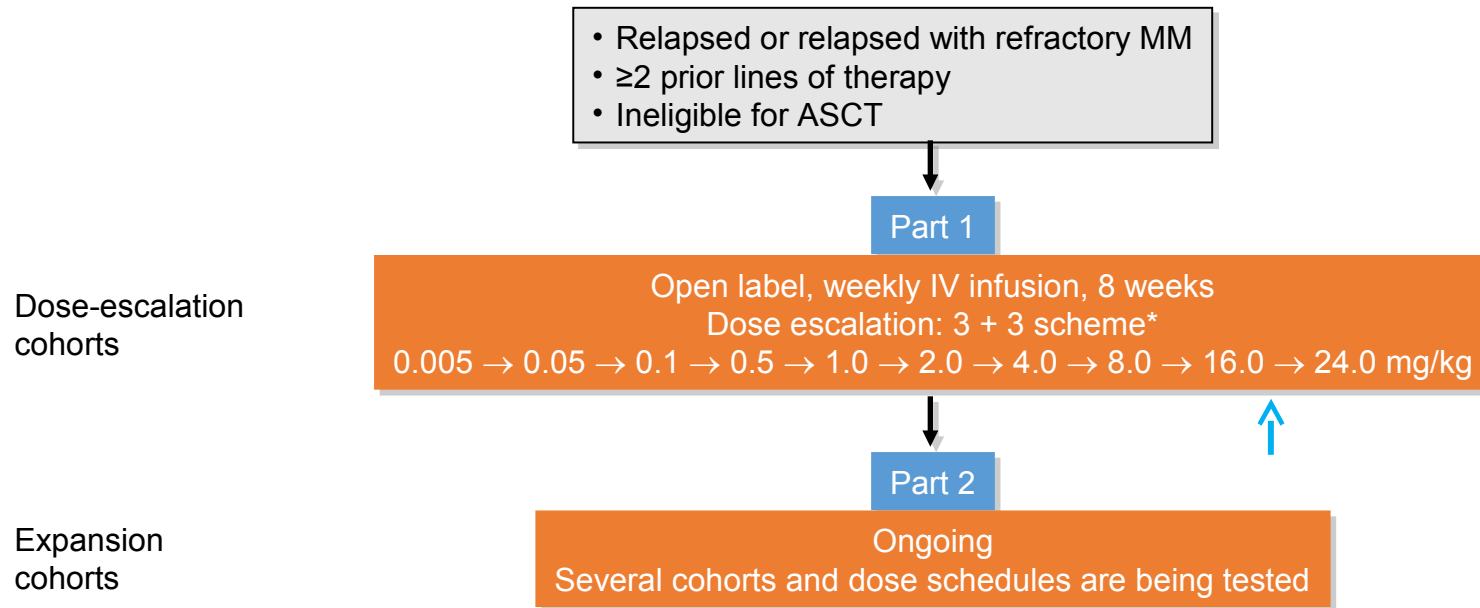 • Relapsed or relapsed with refractory MM
• ≥2 prior lines of therapy
• Ineligible for ASCT
Part 1
Dose-escalation
cohorts
Open label, weekly IV infusion, 8 weeks
Dose escalation: 3 + 3 scheme*
0.005 → 0.05 → 0.1 → 0.5 → 1.0 → 2.0 → 4.0 → 8.0 → 16.0 → 24.0 mg/kg
Part 2
Expansion
cohorts
Ongoing
Several cohorts and dose schedules are being tested